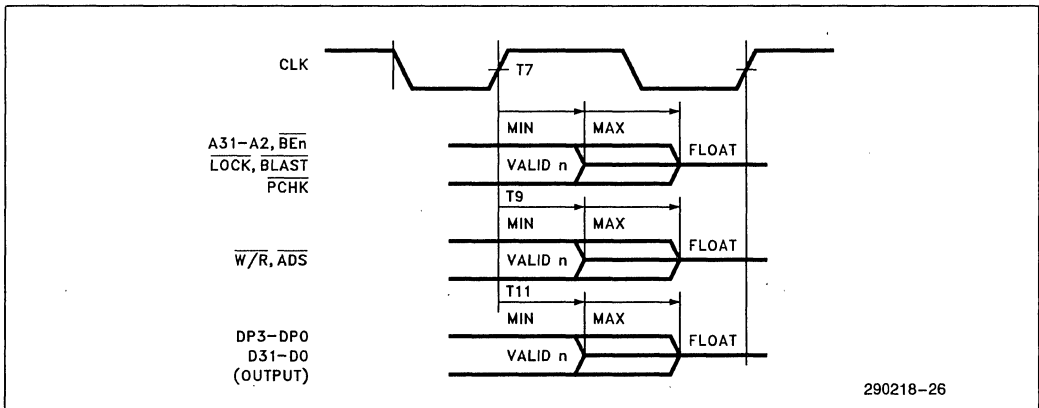 CLK
T7
MIN MAX
A31-A2, BEn
LOCK, BLAST
PCHK
VALID n
FLOAT
T9
MIN MAX
W/R, ADS
VALID n
FLOAT
T11
MIN MAX
DP3-DP0
D31-D0
(OUTPUT)
VALID n
FLOAT
290218-26